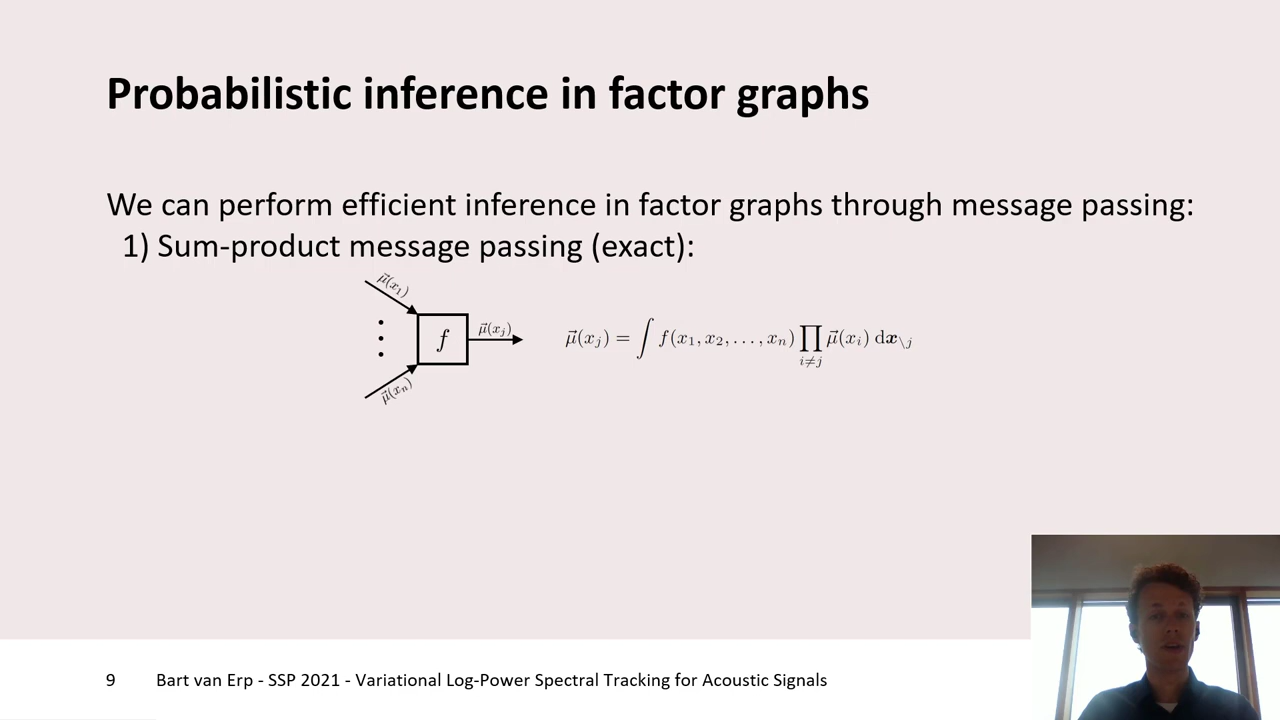 Probabilistic inference in factor graphs
We can perform efficient inference in factor graphs through message passing:
1) Sum-product message passing (exact):
μ⃗(x₁)
f
μ⃗(xⱼ)
μ⃗(xₙ)
μ⃗(xⱼ) = ∫ f(x₁, x₂, . . . , xₙ) ∏_{i≠j} μ⃗(xᵢ) d𝒙_{\j}
9 Bart van Erp - SSP 2021 - Variational Log-Power Spectral Tracking for Acoustic Signals